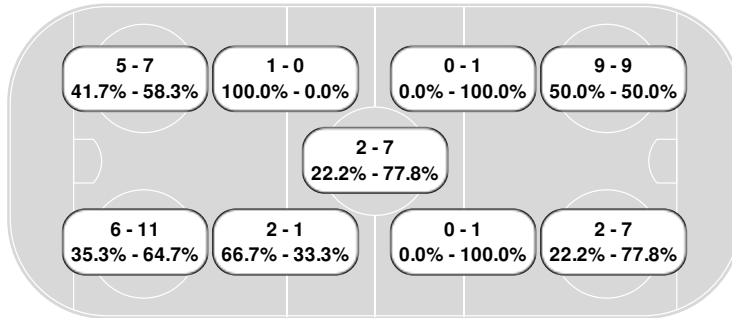 5 - 7
41.7% - 58.3%
1 - 0
100.0% - 0.0%
0 - 1
0.0% - 100.0%
9 - 9
50.0% - 50.0%
2 - 7
22.2% - 77.8%
6 - 11
35.3% - 64.7%
2 - 1
66.7% - 33.3%
0 - 1
0.0% - 100.0%
2 - 7
22.2% - 77.8%